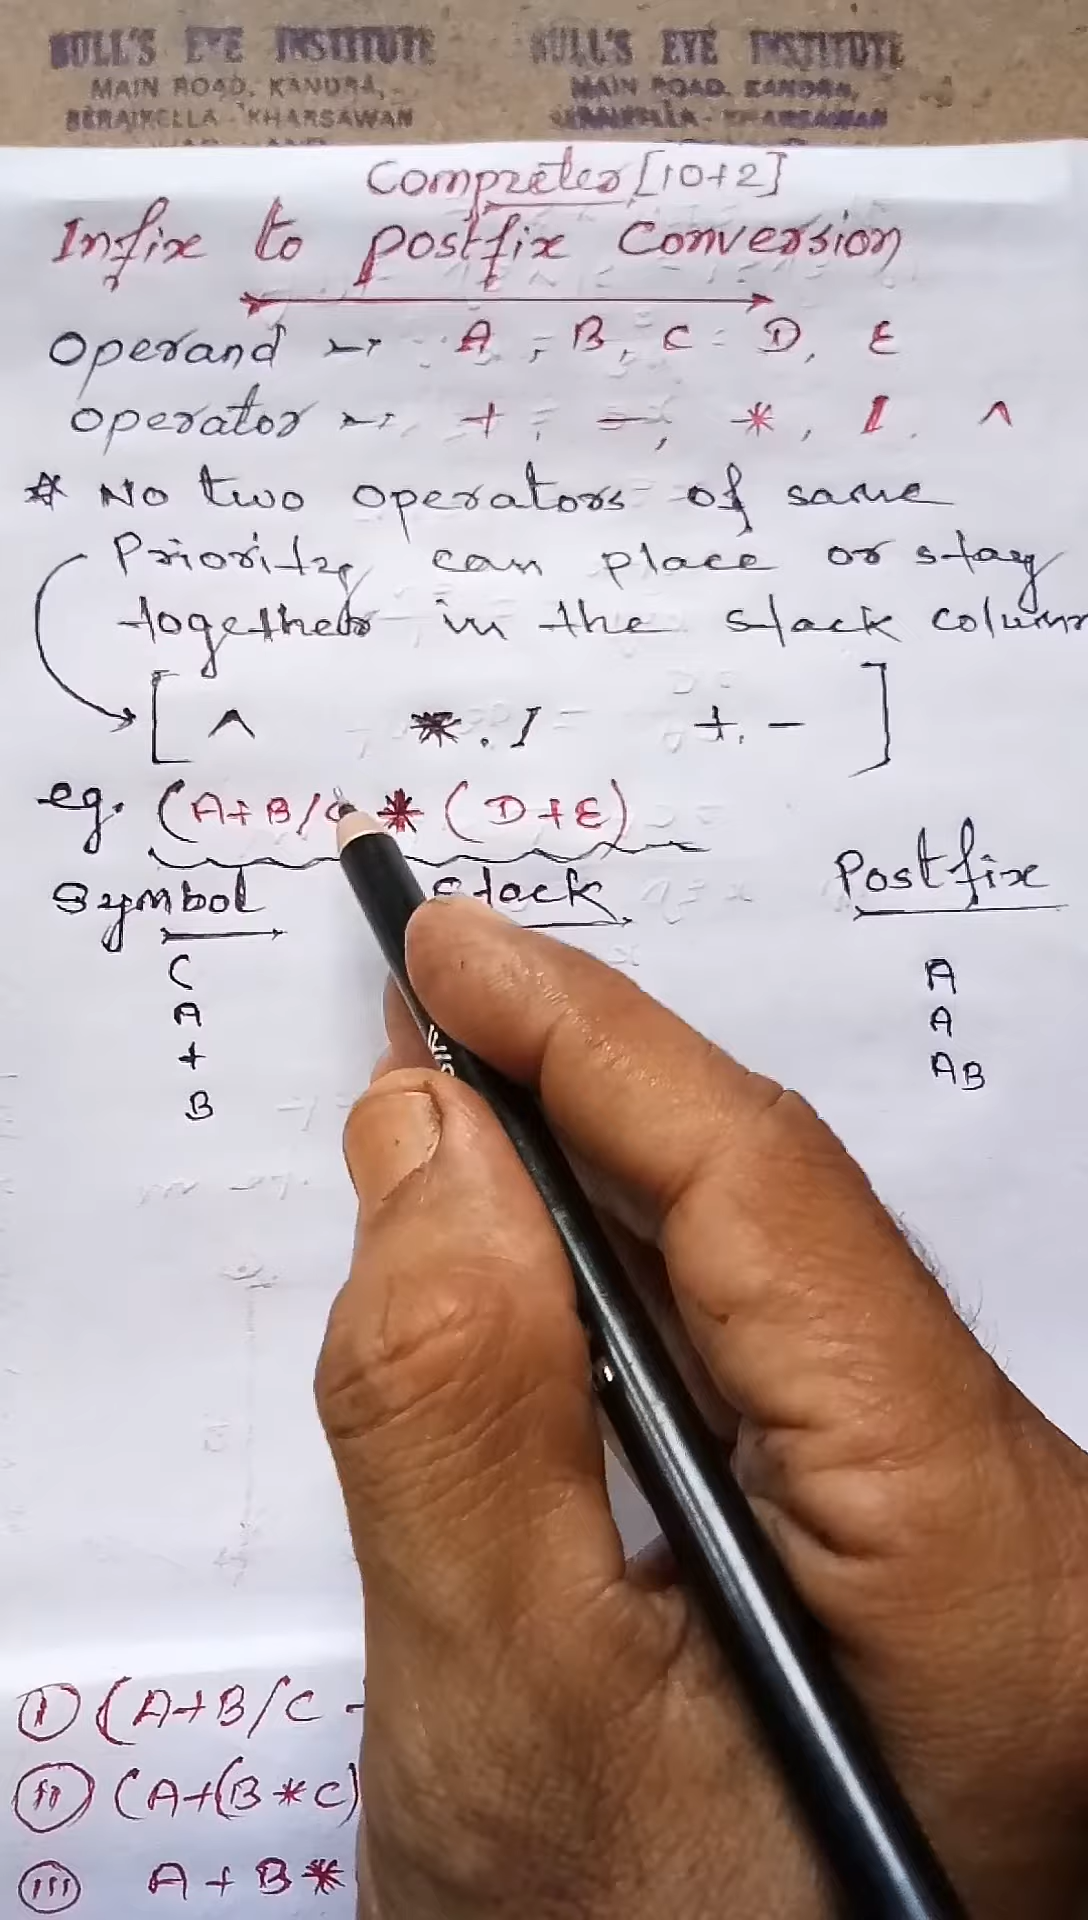 BULL'S EYE INSTITUTE BULL'S EYE INSTITUTE
MAIN ROAD, KANDRA, MAIN ROAD, KANDRA,
SERAIKELLA - KHARSAWAN SERAIKELLA - KHARSAWAN
Computer [10+2]
Infix to postfix Conversion
Operand → A, B, C, D, E
Operator → +, -, *, /, ^
* No two operators of same
Priority can place or stay
together in the stack column
[ ^ *, / +, - ]
eg. (A+B/C * (D+E)
Symbol Stack Postfix
( A
A A
+ AB
B
(i) (A+B/C -
(ii) (A+(B*C)
(iii) A+B*